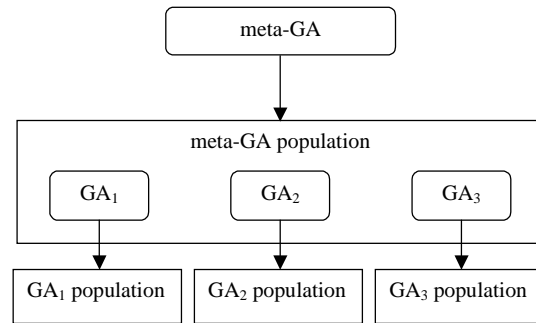 meta-GA
meta-GA population
GA₁
GA₂
GA₃
GA₁ population
GA₂ population
GA₃ population